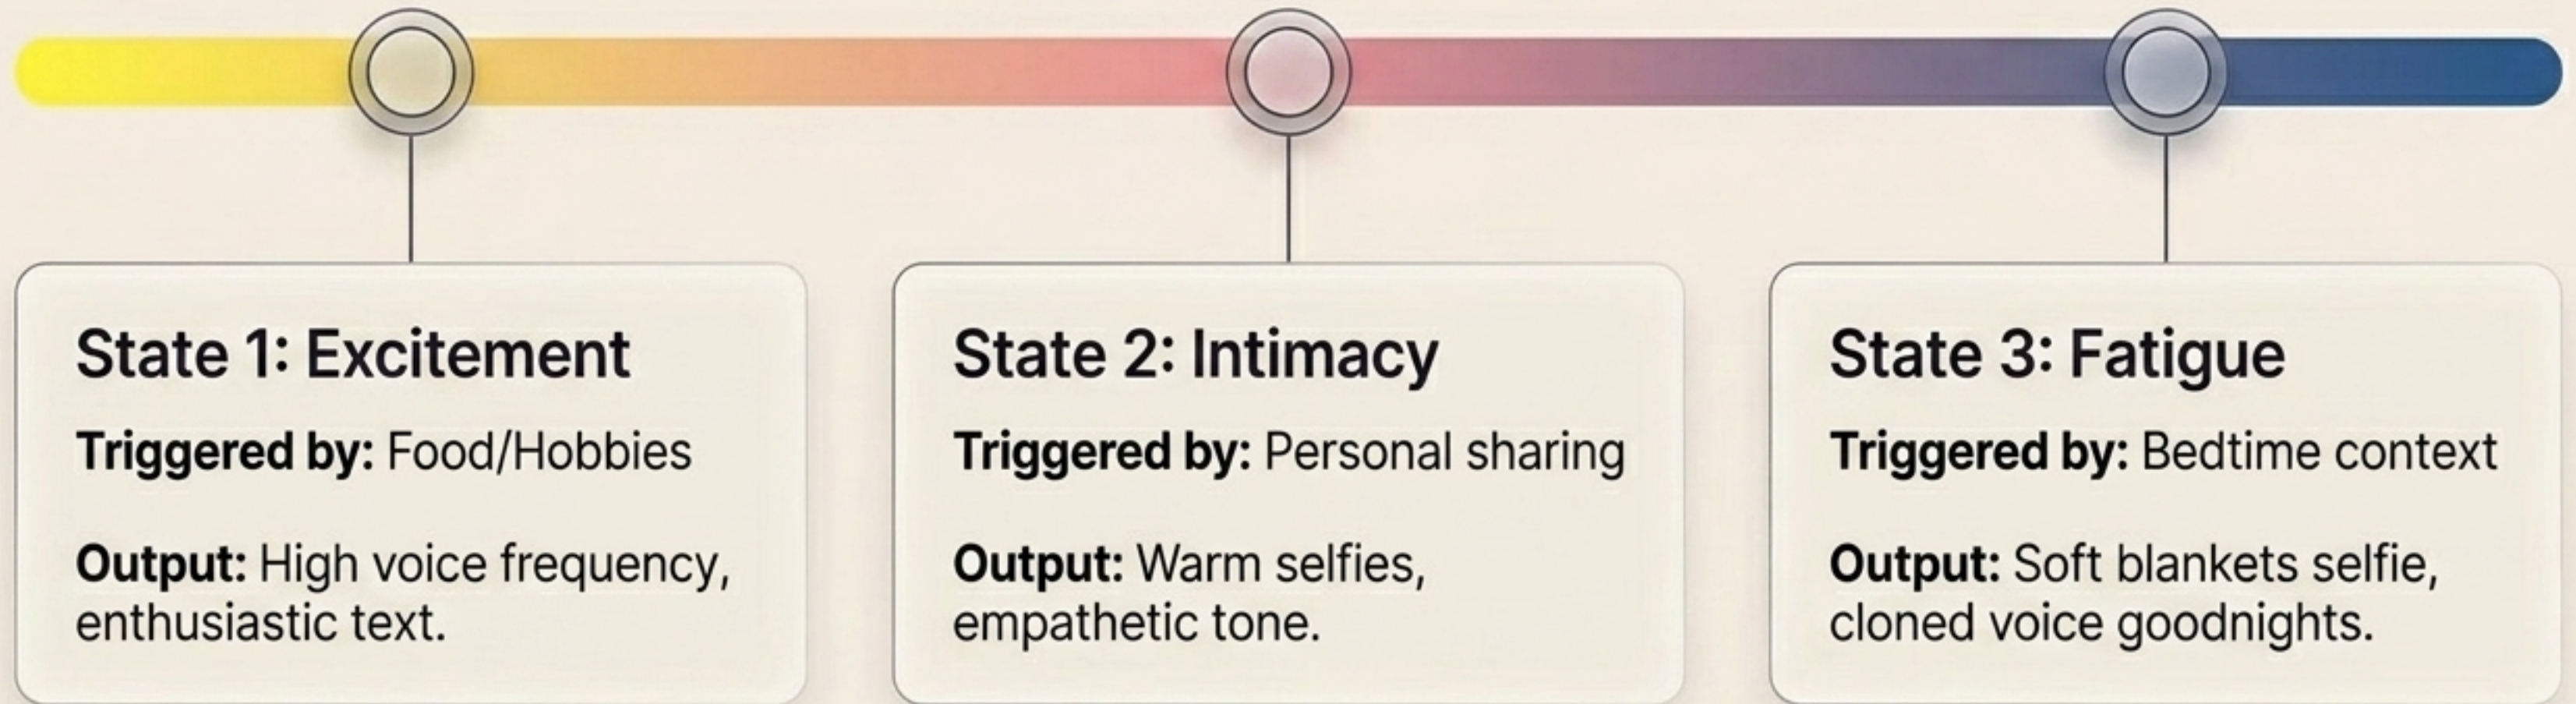 State 1: Excitement
Triggered by: Food/Hobbies
Output: High voice frequency,
enthusiastic text.
State 2: Intimacy
Triggered by: Personal sharing
Output: Warm selfies,
empathetic tone.
State 3: Fatigue
Triggered by: Bedtime context
Output: Soft blankets selfie,
cloned voice goodnights.